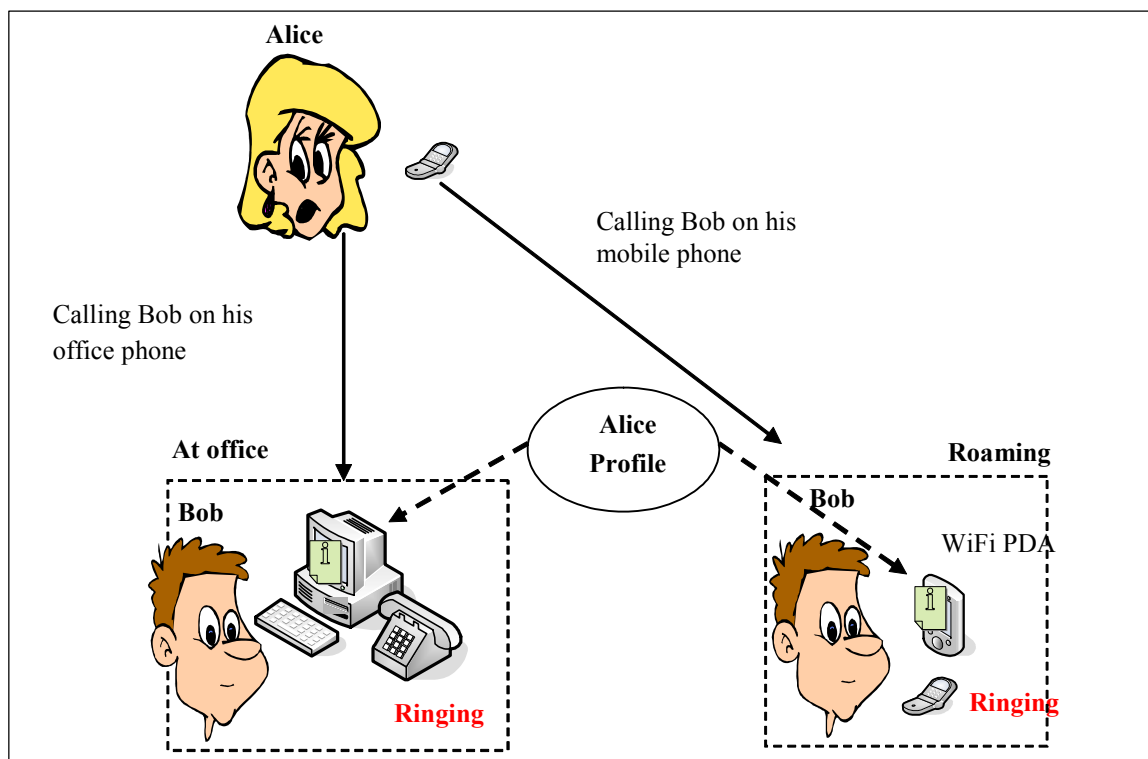 Alice
Calling Bob on his
mobile phone
Calling Bob on his
office phone
Alice
Profile
At office
Roaming
Bob
Bob
WiFi PDA
i
i
Ringing
Ringing